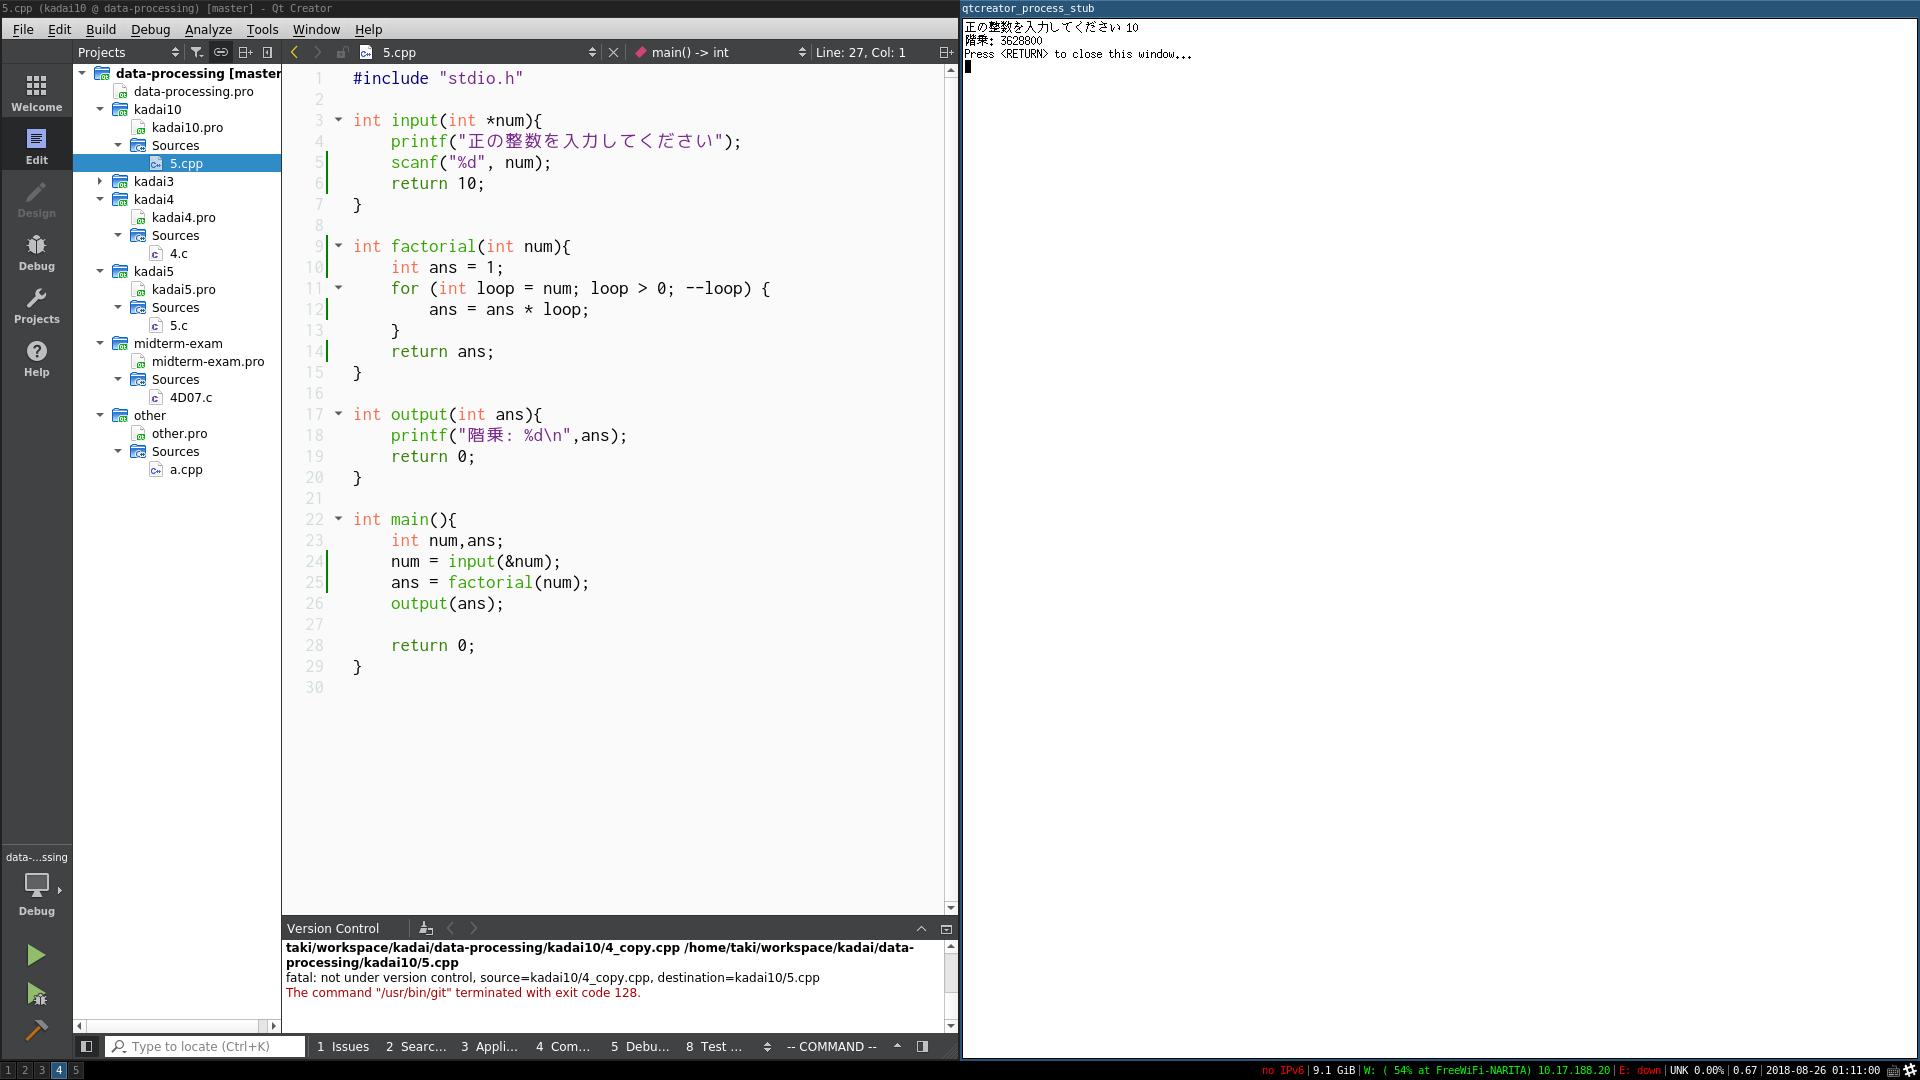 5.cpp (kadai10 @ data-processing) [master] - Qt Creator
File Edit Build Debug Analyze Tools Window Help
Projects
5.cpp
main() -> int
Line: 27, Col: 1
Welcome
Edit
Design
Debug
Projects
Help
data-processing [master
data-processing.pro
kadai10
kadai10.pro
Sources
5.cpp
kadai3
kadai4
kadai4.pro
Sources
4.c
kadai5
kadai5.pro
Sources
5.c
midterm-exam
midterm-exam.pro
Sources
4D07.c
other
other.pro
Sources
a.cpp
1 #include "stdio.h"
2
3 int input(int *num){
4 printf("正の整数を入力してください");
5 scanf("%d", num);
6 return 10;
7 }
8
9 int factorial(int num){
10 int ans = 1;
11 for (int loop = num; loop > 0; --loop) {
12 ans = ans * loop;
13 }
14 return ans;
15 }
16
17 int output(int ans){
18 printf("階乗: %d\n",ans);
19 return 0;
20 }
21
22 int main(){
23 int num,ans;
24 num = input(&num);
25 ans = factorial(num);
26 output(ans);
27
28 return 0;
29 }
30
data-...ssing
Debug
Version Control
taki/workspace/kadai/data-processing/kadai10/4_copy.cpp /home/taki/workspace/kadai/data-
processing/kadai10/5.cpp
fatal: not under version control, source=kadai10/4_copy.cpp, destination=kadai10/5.cpp
The command "/usr/bin/git" terminated with exit code 128.
Type to locate (Ctrl+K)
1 Issues 2 Searc... 3 Appli... 4 Com... 5 Debu... 8 Test ... -- COMMAND --
qtcreator_process_stub
正の整数を入力してください 10
階乗: 3628800
Press <RETURN> to close this window...
1 2 3 4 5
no IPv6 | 9.1 GiB | W: ( 54% at FreeWiFi-NARITA) 10.17.188.20 | E: down | UNK 0.00% | 0.67 | 2018-08-26 01:11:00